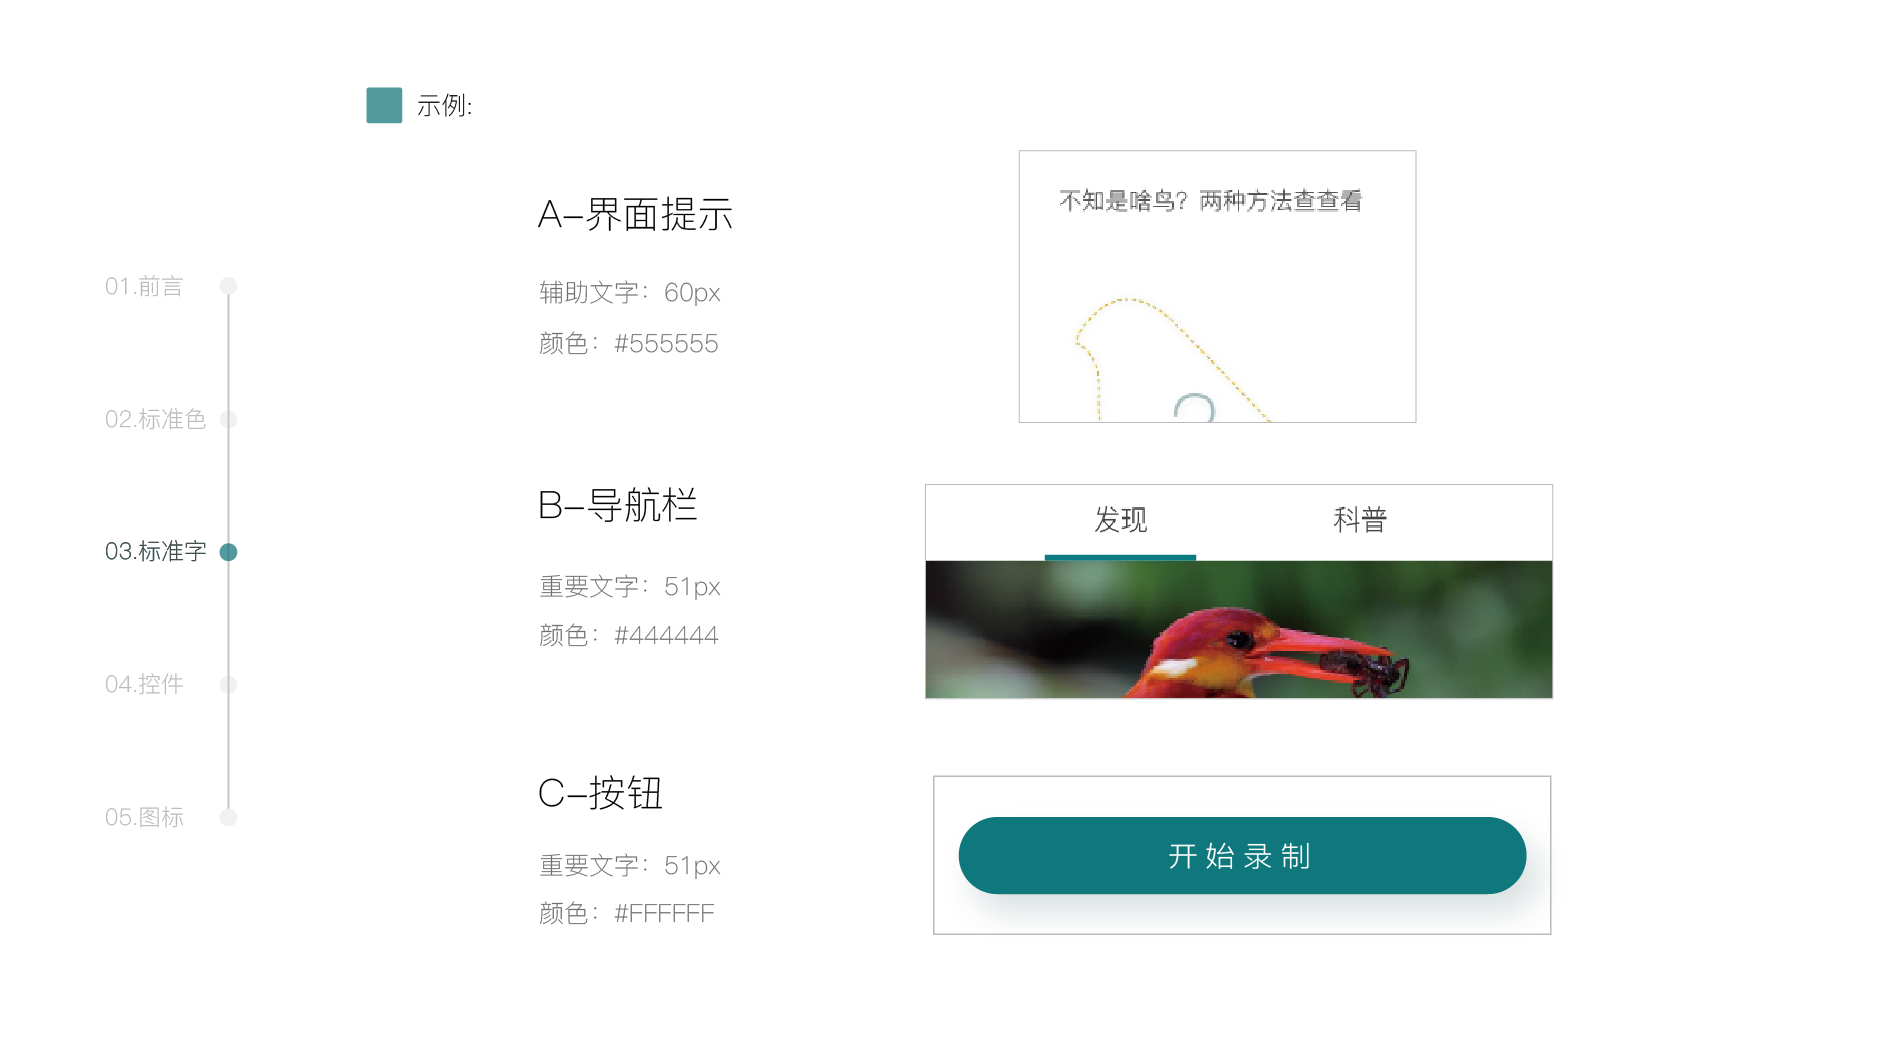 示例:
01.前言
02.标准色
03.标准字
04.控件
05.图标
A-界面提示
辅助文字：60px
颜色：#555555
不知是啥鸟？两种方法查查看
B-导航栏
重要文字：51px
颜色：#444444
发现
科普
C-按钮
重要文字：51px
颜色：#FFFFFF
开始录制